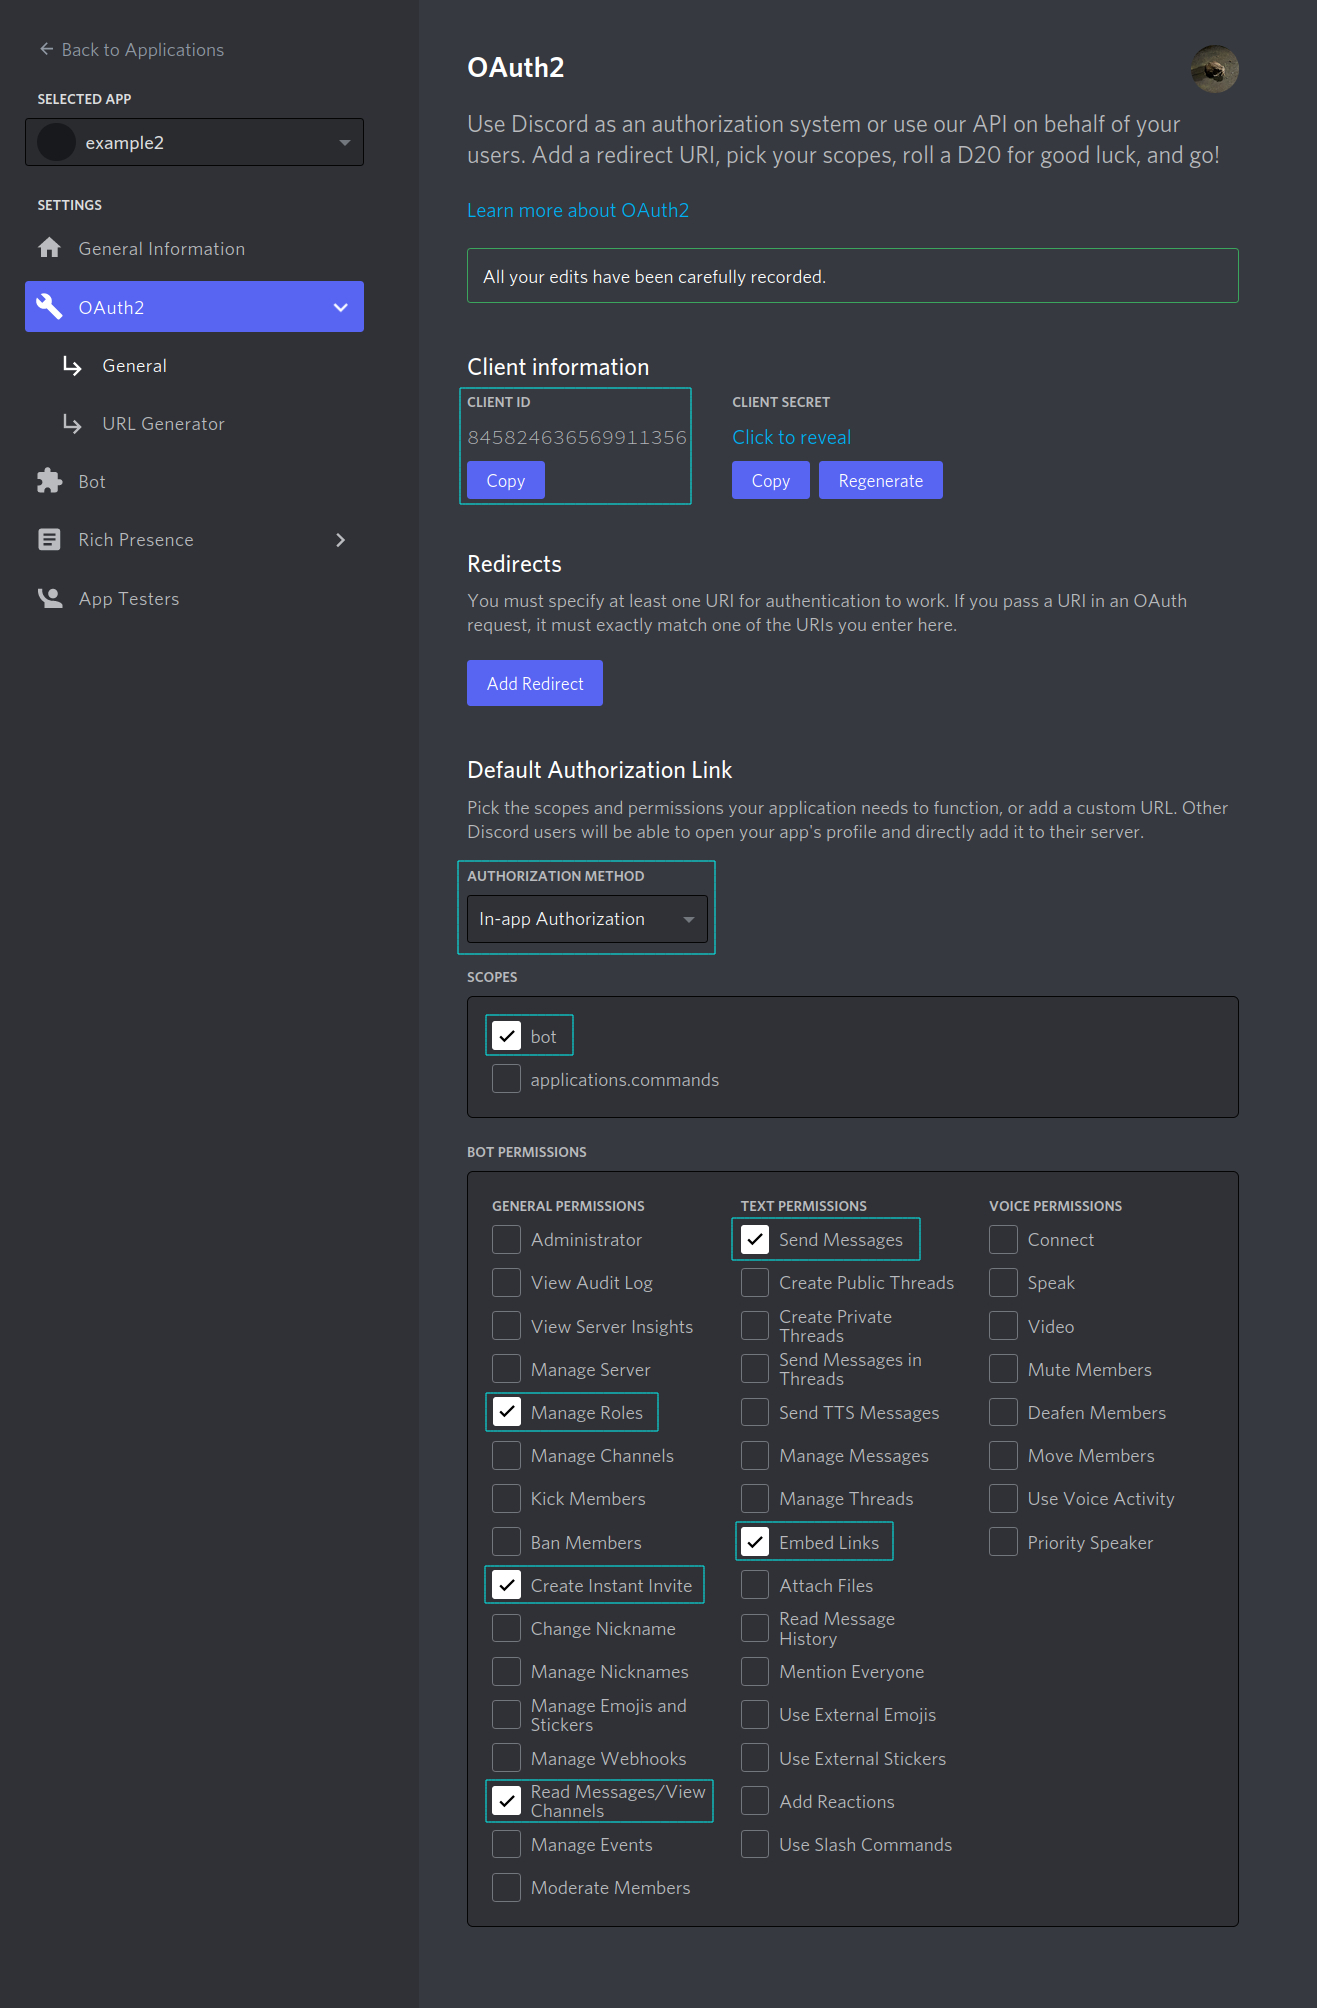 Back to Applications
SELECTED APP
example2
SETTINGS
General Information
OAuth2
General
URL Generator
Bot
Rich Presence
App Testers
OAuth2
Use Discord as an authorization system or use our API on behalf of your
users. Add a redirect URI, pick your scopes, roll a D20 for good luck, and go!
Learn more about OAuth2
All your edits have been carefully recorded.
Client information
CLIENT ID
845824636569911356
Copy
CLIENT SECRET
Click to reveal
Copy
Regenerate
Redirects
You must specify at least one URI for authentication to work. If you pass a URI in an OAuth
request, it must exactly match one of the URIs you enter here.
Add Redirect
Default Authorization Link
Pick the scopes and permissions your application needs to function, or add a custom URL. Other
Discord users will be able to open your app's profile and directly add it to their server.
AUTHORIZATION METHOD
In-app Authorization
SCOPES
bot
applications.commands
BOT PERMISSIONS
GENERAL PERMISSIONS
Administrator
View Audit Log
View Server Insights
Manage Server
Manage Roles
Manage Channels
Kick Members
Ban Members
Create Instant Invite
Change Nickname
Manage Nicknames
Manage Emojis and
Stickers
Manage Webhooks
Read Messages/View
Channels
Manage Events
Moderate Members
TEXT PERMISSIONS
Send Messages
Create Public Threads
Create Private
Threads
Send Messages in
Threads
Send TTS Messages
Manage Messages
Manage Threads
Embed Links
Attach Files
Read Message
History
Mention Everyone
Use External Emojis
Use External Stickers
Add Reactions
Use Slash Commands
VOICE PERMISSIONS
Connect
Speak
Video
Mute Members
Deafen Members
Move Members
Use Voice Activity
Priority Speaker